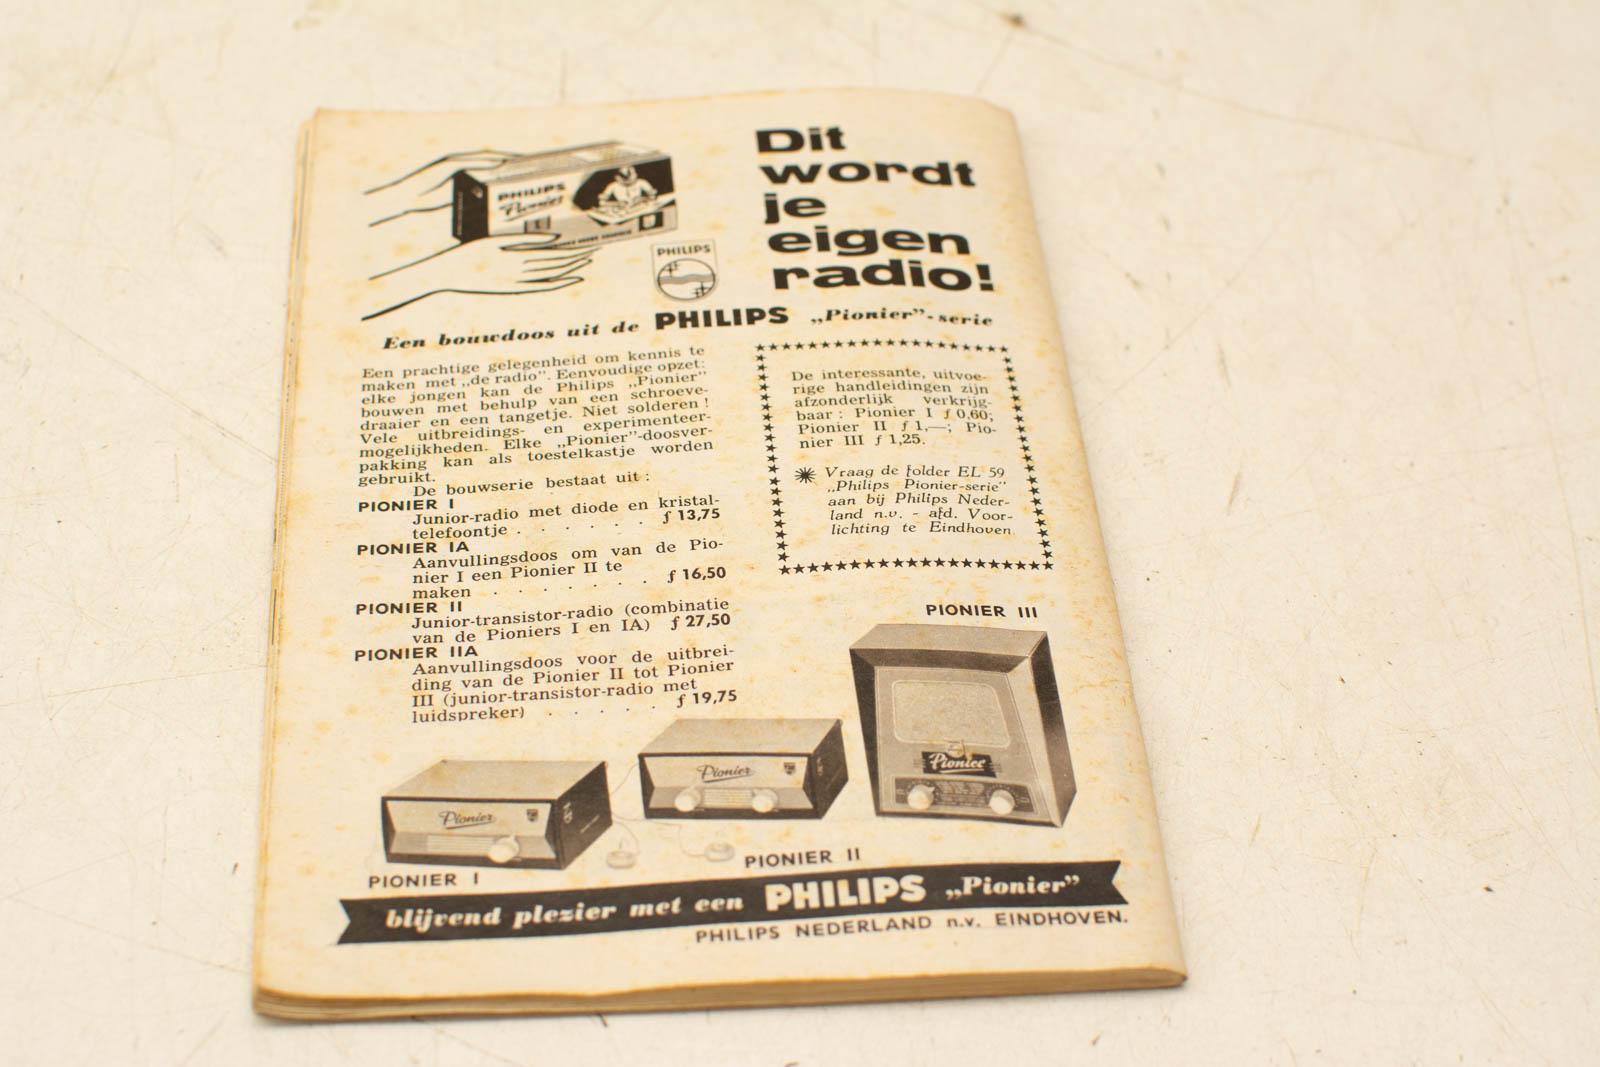 PHILIPS
Pionier
PHILIPS
Dit
wordt
je
eigen
radio!
Een bouwdoos uit de PHILIPS „Pionier”-serie
Een prachtige gelegenheid om kennis te
maken met „de radio”. Eenvoudige opzet:
elke jongen kan de Philips „Pionier”
bouwen met behulp van een schroeve-
draaier en een tangetje. Niet solderen!
Vele uitbreidings- en experimenteer-
mogelijkheden. Elke „Pionier”-doosver-
pakking kan als toestelkastje worden
gebruikt.
De bouwserie bestaat uit:
PIONIER I
Junior-radio met diode en kristal-
telefoontje . . . . . . ƒ 13,75
PIONIER IA
Aanvullingsdoos om van de Pio-
nier I een Pionier II te
maken . . . . . . . ƒ 16,50
PIONIER II
Junior-transistor-radio (combinatie
van de Pioniers I en IA) ƒ 27,50
PIONIER IIA
Aanvullingsdoos voor de uitbrei-
ding van de Pionier II tot Pionier
III (junior-transistor-radio met
luidspreker) . . . . . ƒ 19,75
De interessante, uitvoe-
rige handleidingen zijn
afzonderlijk verkrijg-
baar: Pionier I ƒ 0,60;
Pionier II ƒ 1,—; Pio-
nier III ƒ 1,25.
Vraag de folder EL 59
„Philips Pionier-serie”
aan bij Philips Neder-
land n.v. - afd. Voor-
lichting te Eindhoven
PIONIER III
Pionier
Pionier
Pionier
PIONIER II
PIONIER I
blijvend plezier met een PHILIPS „Pionier”
PHILIPS NEDERLAND n.v. EINDHOVEN.